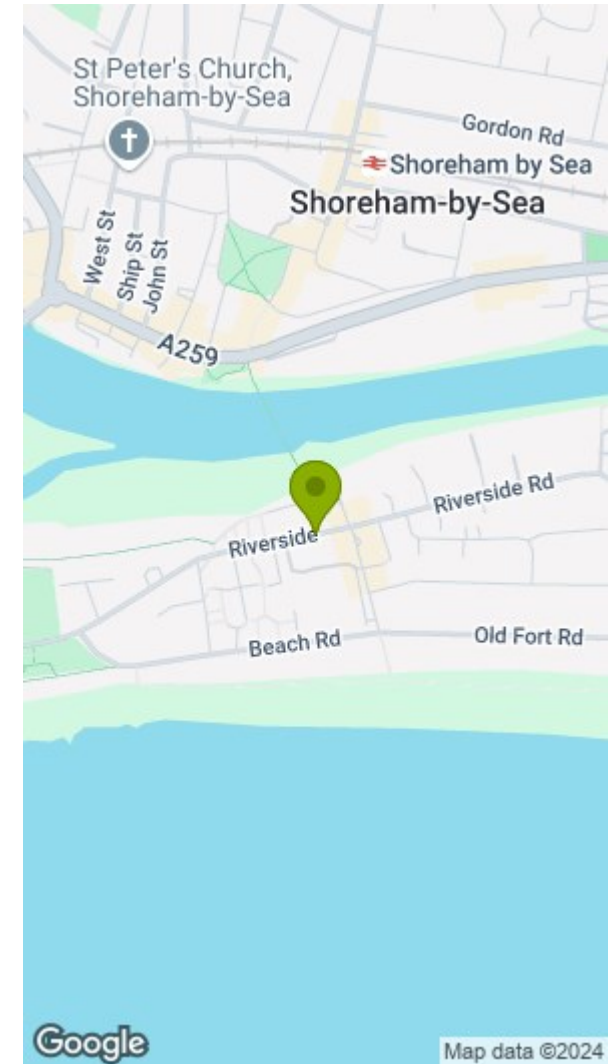 St Peter's Church,
Shoreham-by-Sea
Gordon Rd
Shoreham by Sea
Shoreham-by-Sea
West St
Ship St
John St
A259
Riverside Rd
Riverside
Beach Rd
Old Fort Rd
Google
Map data ©2024